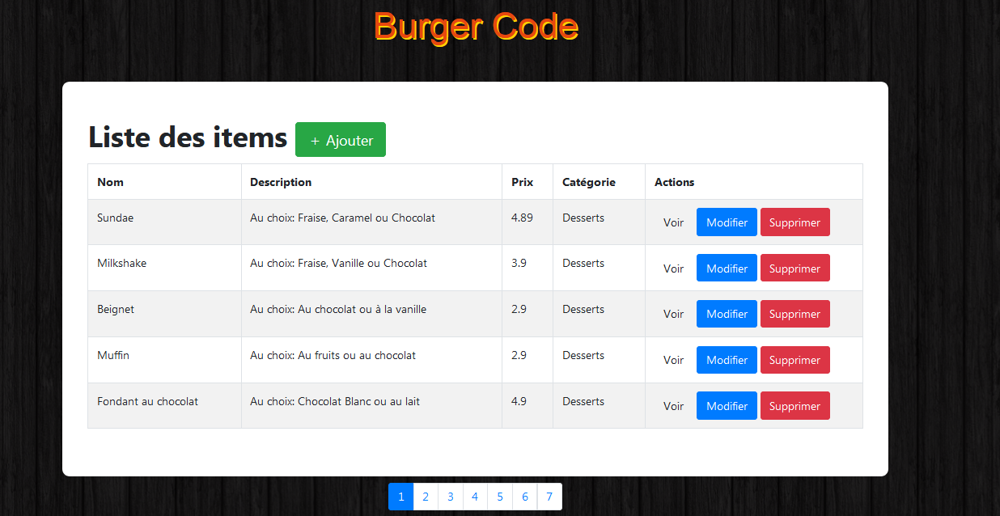 Burger Code
Liste des items + Ajouter
Nom Description Prix Catégorie Actions
Sundae Au choix: Fraise, Caramel ou Chocolat 4.89 Desserts Voir Modifier Supprimer
Milkshake Au choix: Fraise, Vanille ou Chocolat 3.9 Desserts Voir Modifier Supprimer
Beignet Au choix: Au chocolat ou à la vanille 2.9 Desserts Voir Modifier Supprimer
Muffin Au choix: Au fruits ou au chocolat 2.9 Desserts Voir Modifier Supprimer
Fondant au chocolat Au choix: Chocolat Blanc ou au lait 4.9 Desserts Voir Modifier Supprimer
1 2 3 4 5 6 7